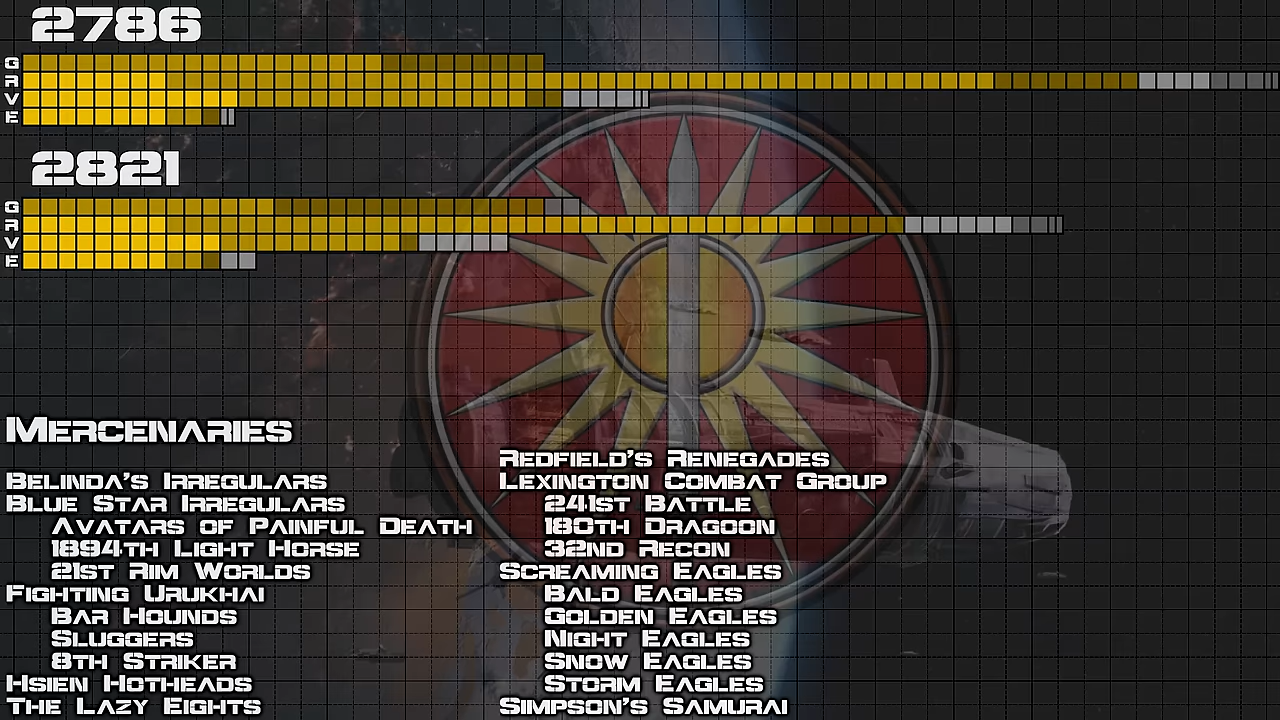 2786
G
R
V
E
2821
G
R
V
E
Mercenaries
Belinda's Irregulars
Blue Star Irregulars
Avatars of Painful Death
1894th Light Horse
21st Rim Worlds
Fighting Urukhai
Bar Hounds
Sluggers
8th Striker
Hsien Hotheads
The Lazy Eights
Redfield's Renegades
Lexington Combat Group
241st Battle
180th Dragoon
32nd Recon
Screaming Eagles
Bald Eagles
Golden Eagles
Night Eagles
Snow Eagles
Storm Eagles
Simpson's Samurai